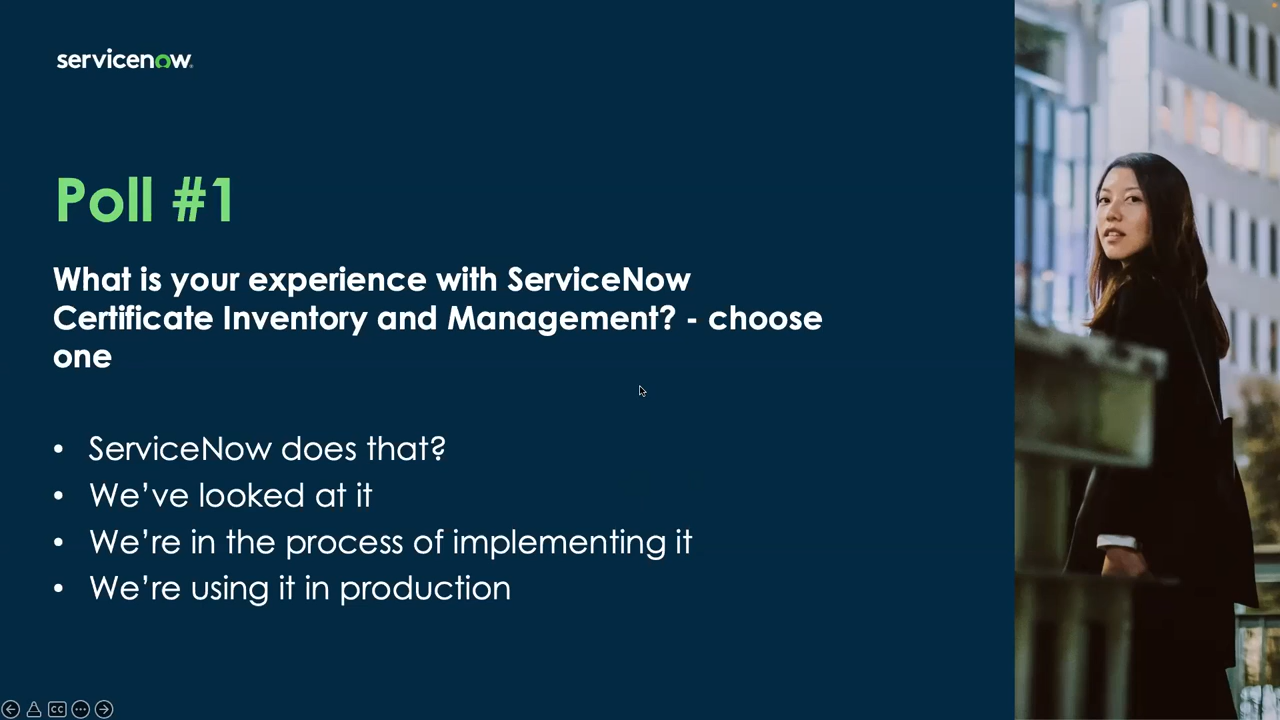 servicenow
Poll #1
What is your experience with ServiceNow
Certificate Inventory and Management? - choose
one
• ServiceNow does that?
• We’ve looked at it
• We’re in the process of implementing it
• We’re using it in production
CC